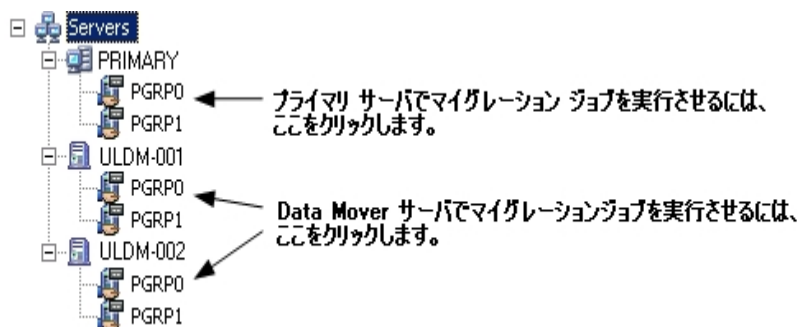 Servers
PRIMARY
PGRP0
PGRP1
プライマリ サーバでマイグレーション ジョブを実行させるには、
ここをクリックします。
ULDM-001
PGRP0
PGRP1
Data Mover サーバでマイグレーションジョブを実行させるには、
ここをクリックします。
ULDM-002
PGRP0
PGRP1